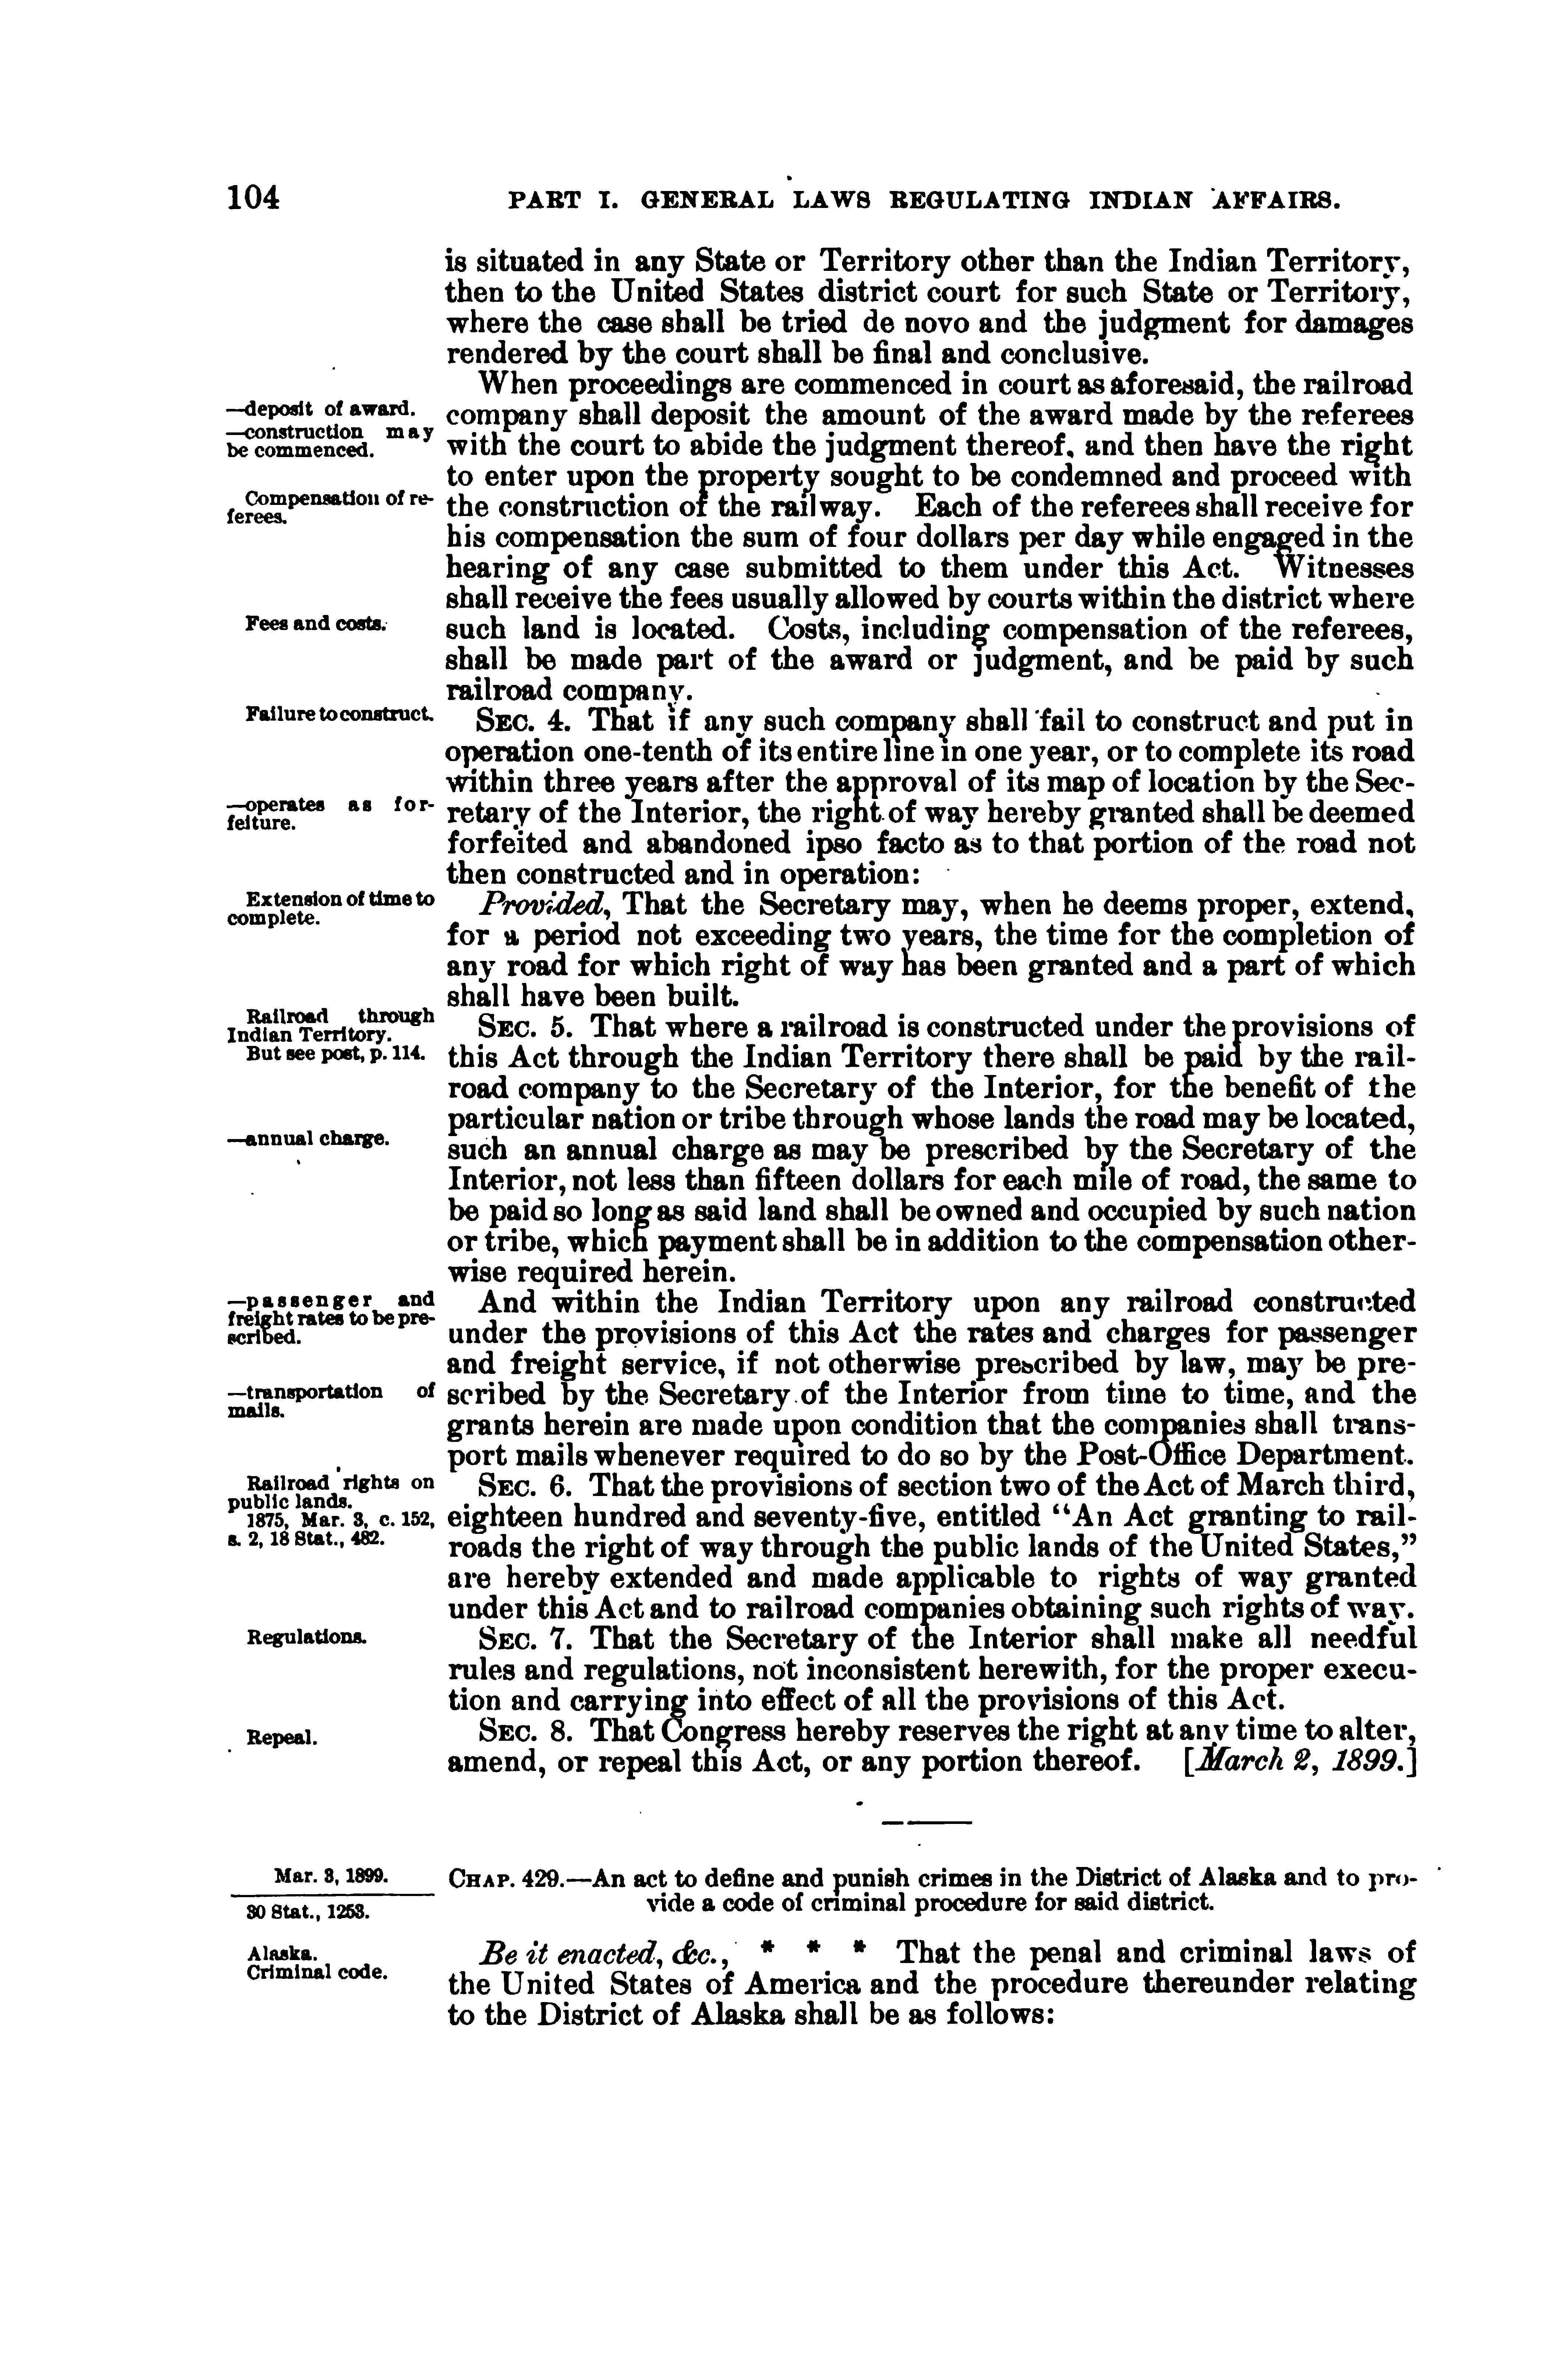 104
PART I. GENERAL LAWS REGULATING INDIAN AFFAIRS.
is situated in any State or Territory other than the Indian Territory,
then to the United States district court for such State or Territory,
where the case shall be tried de novo and the judgment for damages
rendered by the court shall be final and conclusive.
When proceedings are commenced in court as aforesaid, the railroad
—deposit of award.
company shall deposit the amount of the award made by the referees
—construction may
be commenced.
with the court to abide the judgment thereof, and then have the right
to enter upon the property sought to be condemned and proceed with
Compensation of re-
ferees.
the construction of the railway. Each of the referees shall receive for
his compensation the sum of four dollars per day while engaged in the
hearing of any case submitted to them under this Act. Witnesses
shall receive the fees usually allowed by courts within the district where
Fees and costs.
such land is located. Costs, including compensation of the referees,
shall be made part of the award or judgment, and be paid by such
railroad company.
Failure to construct.
SEC. 4. That if any such company shall fail to construct and put in
operation one-tenth of its entire line in one year, or to complete its road
within three years after the approval of its map of location by the Sec-
—operates as for-
feiture.
retary of the Interior, the right of way hereby granted shall be deemed
forfeited and abandoned ipso facto as to that portion of the road not
then constructed and in operation:
Extension of time to
complete.
Provided, That the Secretary may, when he deems proper, extend,
for a period not exceeding two years, the time for the completion of
any road for which right of way has been granted and a part of which
shall have been built.
Railroad through
Indian Territory.
But see post, p. 114.
SEC. 5. That where a railroad is constructed under the provisions of
this Act through the Indian Territory there shall be paid by the rail-
road company to the Secretary of the Interior, for the benefit of the
particular nation or tribe through whose lands the road may be located,
—annual charge.
such an annual charge as may be prescribed by the Secretary of the
Interior, not less than fifteen dollars for each mile of road, the same to
be paid so long as said land shall be owned and occupied by such nation
or tribe, which payment shall be in addition to the compensation other-
wise required herein.
—passenger and
freight rates to be pre-
scribed.
And within the Indian Territory upon any railroad constructed
under the provisions of this Act the rates and charges for passenger
and freight service, if not otherwise prescribed by law, may be pre-
—transportation of
mails.
scribed by the Secretary of the Interior from time to time, and the
grants herein are made upon condition that the companies shall trans-
port mails whenever required to do so by the Post-Office Department.
Railroad rights on
public lands.
1875, Mar. 3, c. 152,
s. 2, 18 Stat., 482.
SEC. 6. That the provisions of section two of the Act of March third,
eighteen hundred and seventy-five, entitled “An Act granting to rail-
roads the right of way through the public lands of the United States,”
are hereby extended and made applicable to rights of way granted
under this Act and to railroad companies obtaining such rights of way.
Regulations.
SEC. 7. That the Secretary of the Interior shall make all needful
rules and regulations, not inconsistent herewith, for the proper execu-
tion and carrying into effect of all the provisions of this Act.
Repeal.
SEC. 8. That Congress hereby reserves the right at any time to alter,
amend, or repeal this Act, or any portion thereof. [March 2, 1899.]
Mar. 3, 1899.
30 Stat., 1253.
CHAP. 429.—An act to define and punish crimes in the District of Alaska and to pro-
vide a code of criminal procedure for said district.
Alaska.
Criminal code.
Be it enacted, &c., * * * That the penal and criminal laws of
the United States of America and the procedure thereunder relating
to the District of Alaska shall be as follows: